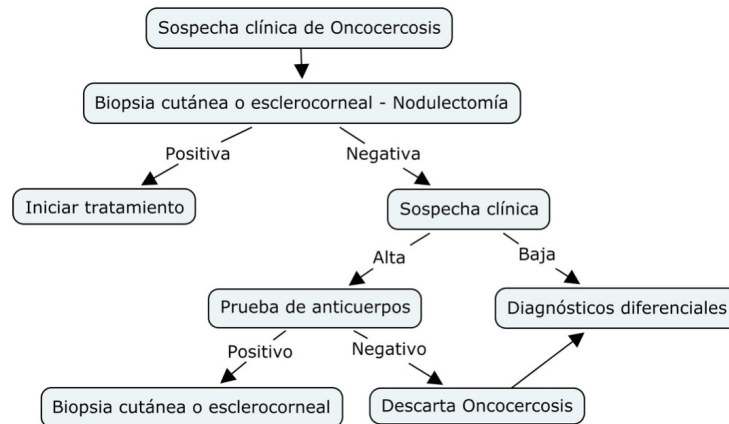 Sospecha clínica de Oncocercosis
Biopsia cutánea o esclerocorneal - Nodulectomía
Positiva
Negativa
Iniciar tratamiento
Sospecha clínica
Alta
Baja
Prueba de anticuerpos
Diagnósticos diferenciales
Positivo
Negativo
Biopsia cutánea o esclerocorneal
Descarta Oncocercosis